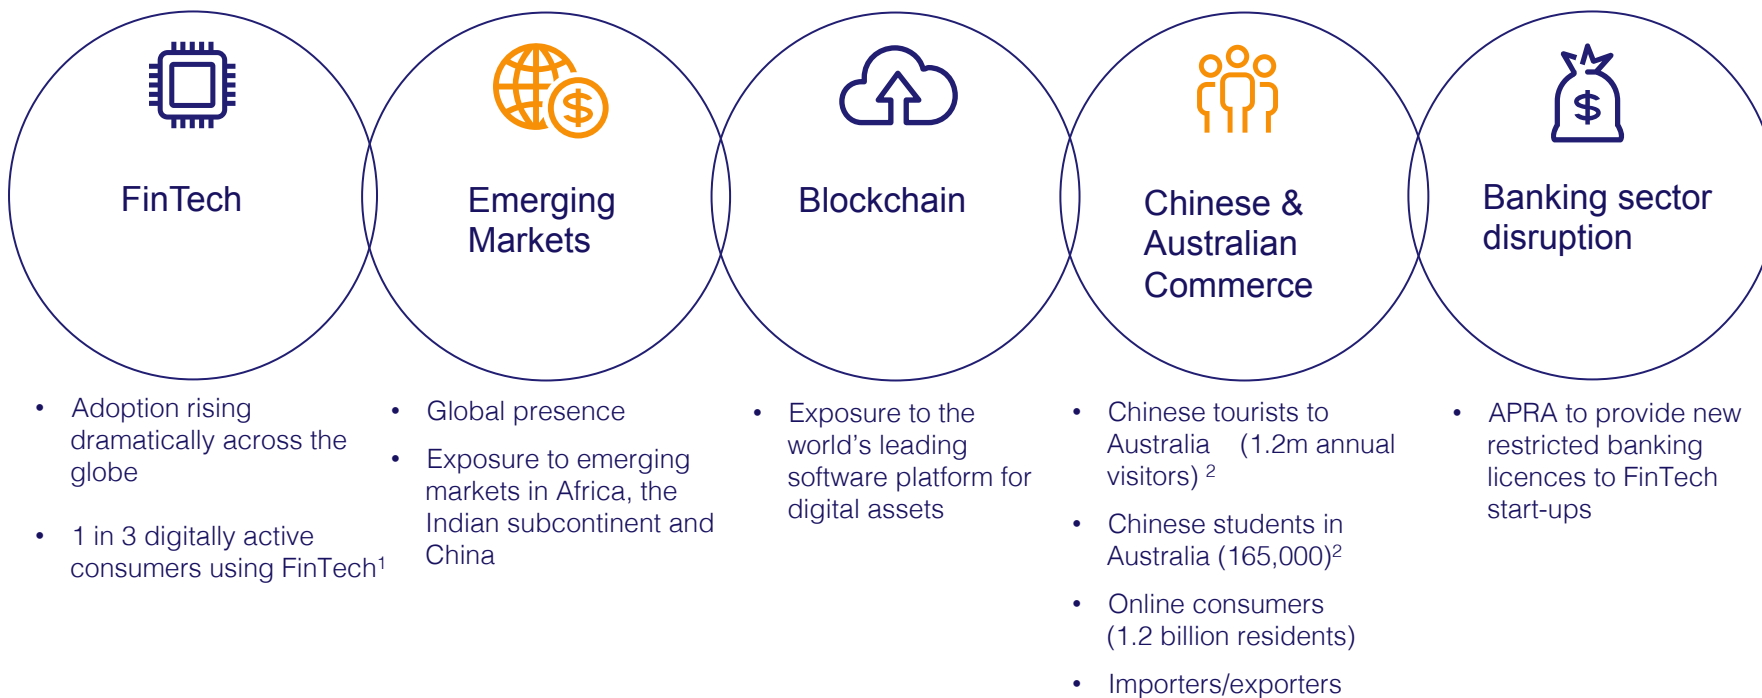 FinTech
Emerging
Markets
Blockchain
Chinese &
Australian
Commerce
Banking sector
disruption
• Adoption rising
dramatically across the
globe
• 1 in 3 digitally active
consumers using FinTech¹
• Global presence
• Exposure to emerging
markets in Africa, the
Indian subcontinent and
China
• Exposure to the
world’s leading
software platform for
digital assets
• Chinese tourists to
Australia (1.2m annual
visitors) ²
• Chinese students in
Australia (165,000)²
• Online consumers
(1.2 billion residents)
• Importers/exporters
• APRA to provide new
restricted banking
licences to FinTech
start-ups